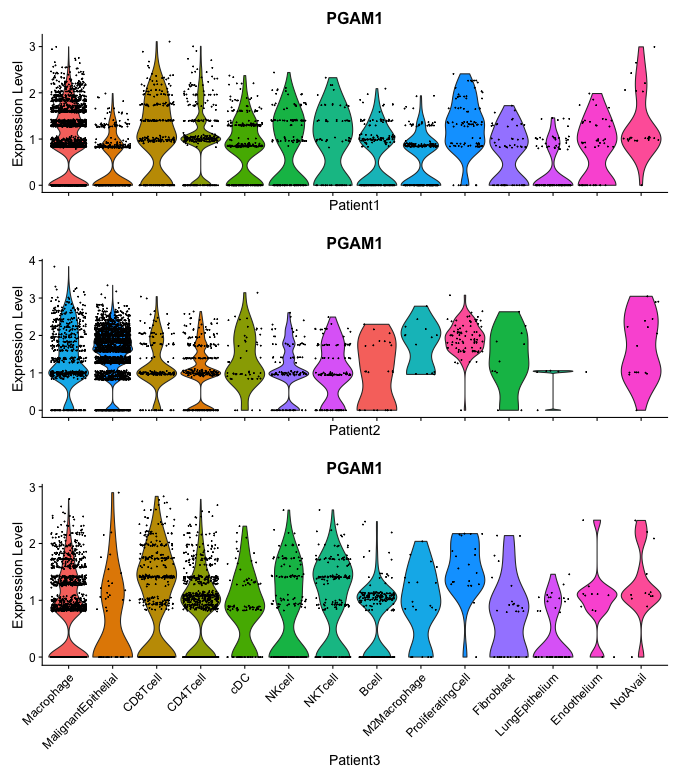 PGAM1
Expression Level
3
2
1
0
Patient1
PGAM1
Expression Level
4
3
2
1
0
Patient2
PGAM1
Expression Level
3
2
1
0
Macrophage
MalignantEpithelial
CD8Tcell
CD4Tcell
cDC
NKcell
NKTcell
Bcell
M2Macrophage
ProliferatingCell
Fibroblast
LungEpithelium
Endothelium
NotAvail
Patient3